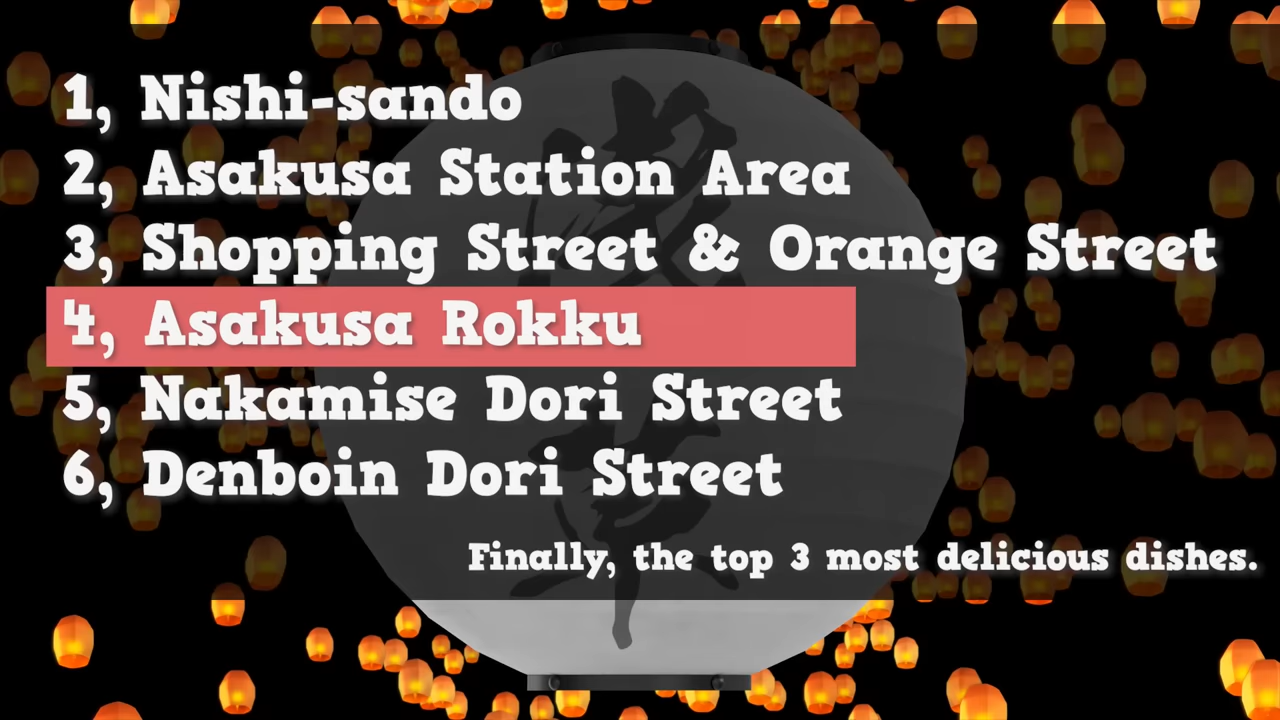 1, Nishi-sando
2, Asakusa Station Area
3, Shopping Street & Orange Street
4, Asakusa Rokku
5, Nakamise Dori Street
6, Denboin Dori Street
Finally, the top 3 most delicious dishes.